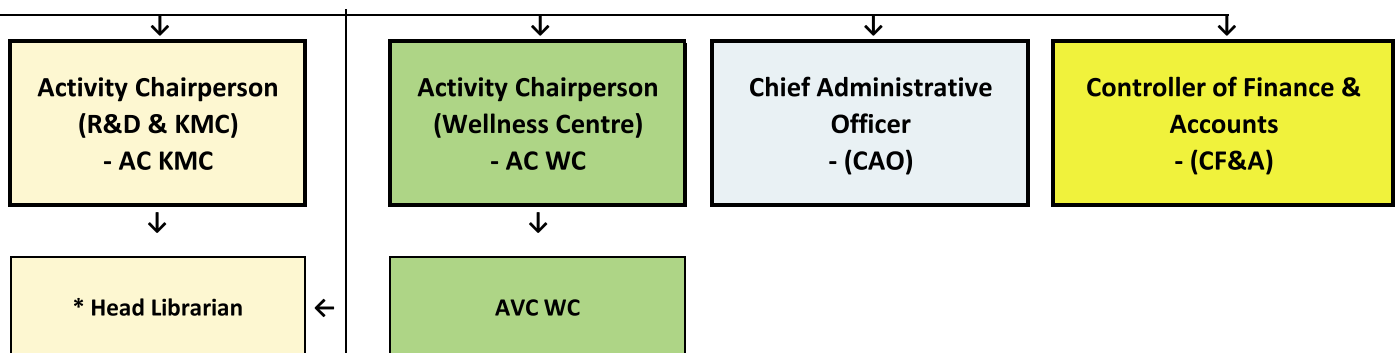 Activity Chairperson
(R&D & KMC)
- AC KMC
Activity Chairperson
(Wellness Centre)
- AC WC
Chief Administrative
Officer
- (CAO)
Controller of Finance &
Accounts
- (CF&A)
* Head Librarian
AVC WC